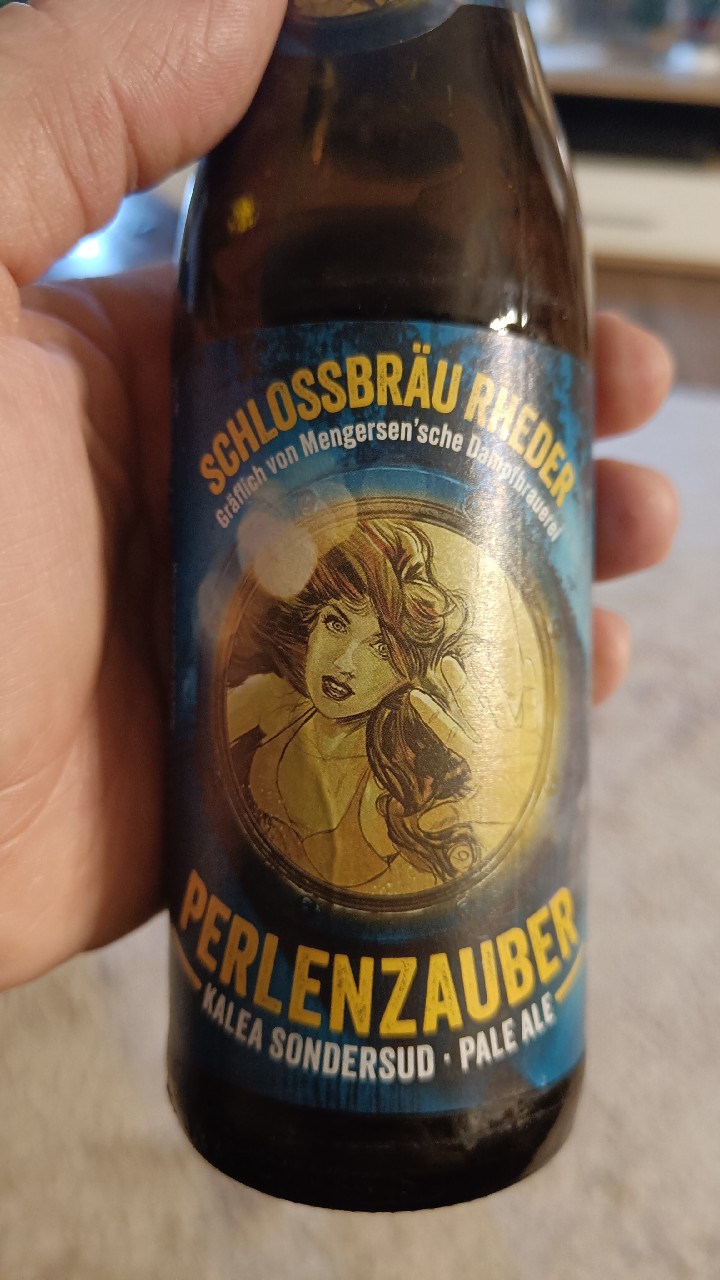 SCHLOSSBRÄU RHEDER
Gräflich von Mengersen'sche Dampfbrauerei
PERLENZAUBER
KALEA SONDERSUD · PALE ALE